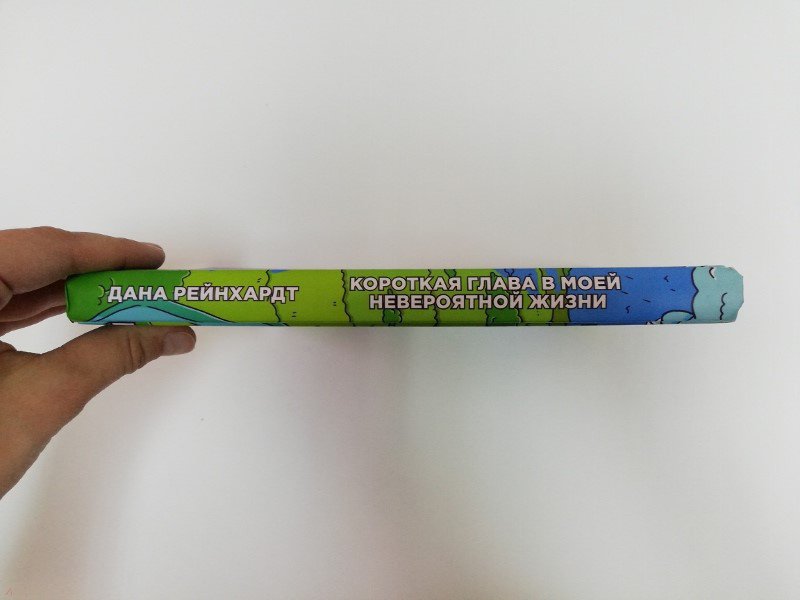 ДАНА РЕЙНХАРДТ
КОРОТКАЯ ГЛАВА В МОЕЙ
НЕВЕРОЯТНОЙ ЖИЗНИ